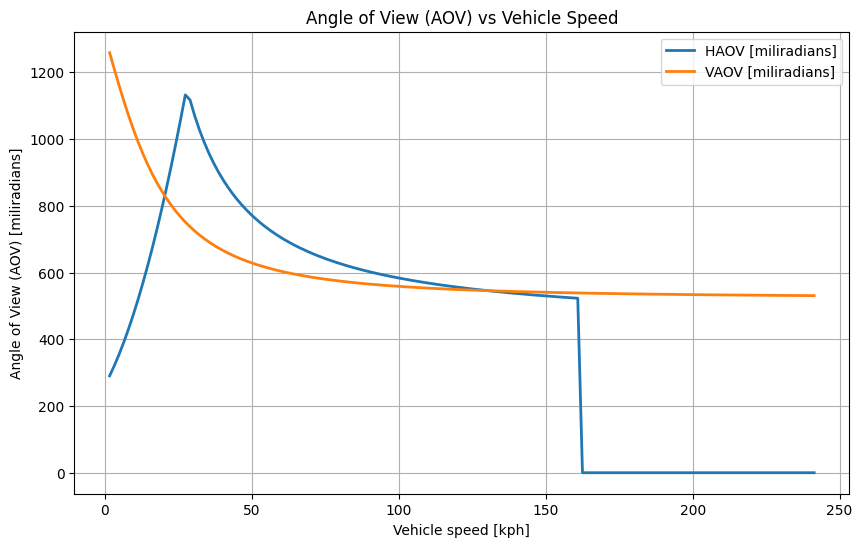 Angle of View (AOV) vs Vehicle Speed
HAOV [miliradians]
VAOV [miliradians]
Angle of View (AOV) [miliradians]
1200
1000
800
600
400
200
0
0 50 100 150 200 250
Vehicle speed [kph]